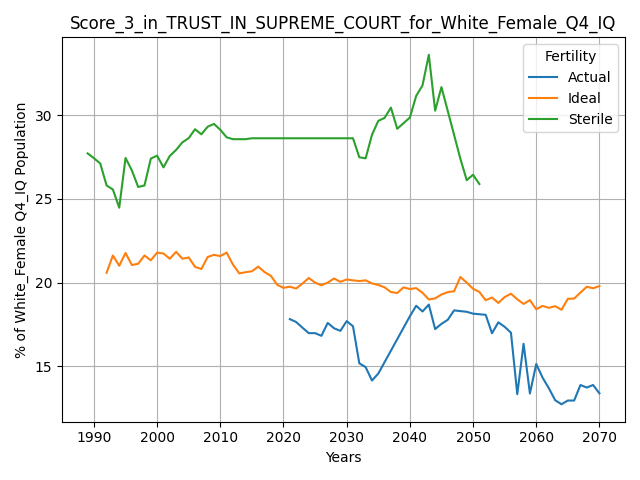 Score_3_in_TRUST_IN_SUPREME_COURT_for_White_Female_Q4_IQ
% of White_Female Q4_IQ Population
30
25
20
15
Fertility
Actual
Ideal
Sterile
1990 2000 2010 2020 2030 2040 2050 2060 2070
Years